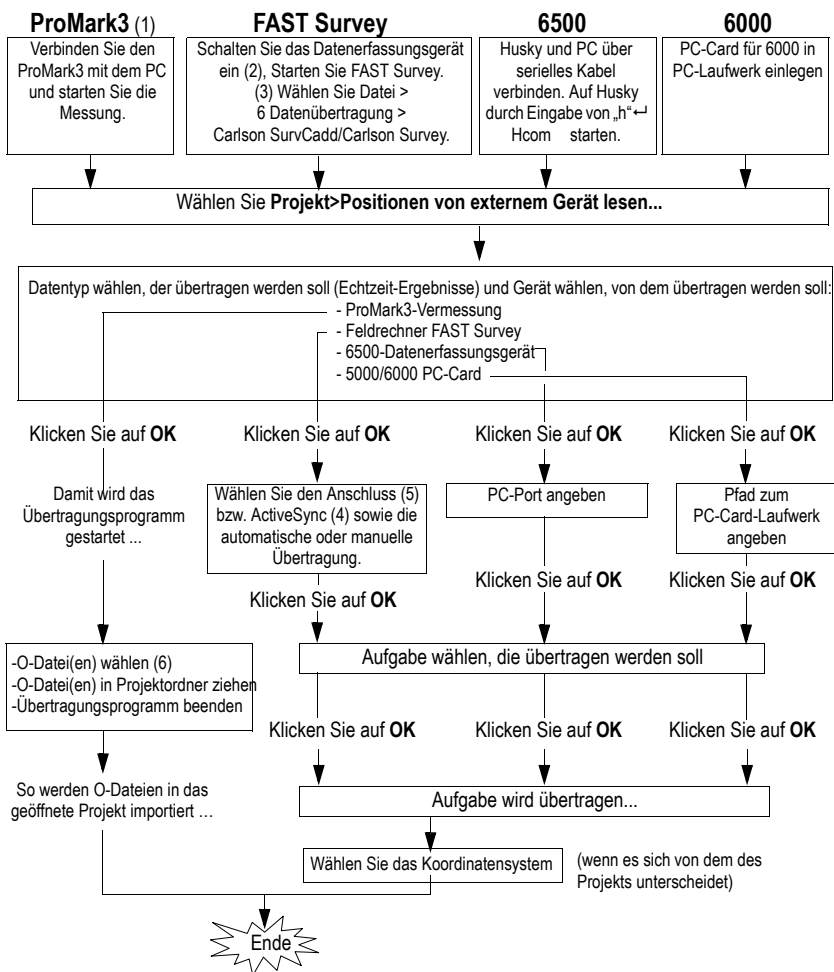 ProMark3 (1)
Verbinden Sie den
ProMark3 mit dem PC
und starten Sie die
Messung.
FAST Survey
Schalten Sie das Datenerfassungsgerät
ein (2), Starten Sie FAST Survey.
(3) Wählen Sie Datei >
6 Datenübertragung >
Carlson SurvCadd/Carlson Survey.
6500
Husky und PC über
serielles Kabel
verbinden. Auf Husky
durch Eingabe von „h“↵
Hcom starten.
6000
PC-Card für 6000 in
PC-Laufwerk einlegen
Wählen Sie Projekt>Positionen von externem Gerät lesen...
Datentyp wählen, der übertragen werden soll (Echtzeit-Ergebnisse) und Gerät wählen, von dem übertragen werden soll:
- ProMark3-Vermessung
- Feldrechner FAST Survey
- 6500-Datenerfassungsgerät
- 5000/6000 PC-Card
Klicken Sie auf OK
Klicken Sie auf OK
Klicken Sie auf OK
Klicken Sie auf OK
Damit wird das
Übertragungsprogramm
gestartet ...
Wählen Sie den Anschluss (5)
bzw. ActiveSync (4) sowie die
automatische oder manuelle
Übertragung.
PC-Port angeben
Pfad zum
PC-Card-Laufwerk
angeben
Klicken Sie auf OK
Klicken Sie auf OK
Klicken Sie auf OK
-O-Datei(en) wählen (6)
-O-Datei(en) in Projektordner ziehen
-Übertragungsprogramm beenden
Aufgabe wählen, die übertragen werden soll
Klicken Sie auf OK
Klicken Sie auf OK
Klicken Sie auf OK
So werden O-Dateien in das
geöffnete Projekt importiert …
Aufgabe wird übertragen...
Wählen Sie das Koordinatensystem
(wenn es sich von dem des
Projekts unterscheidet)
Ende